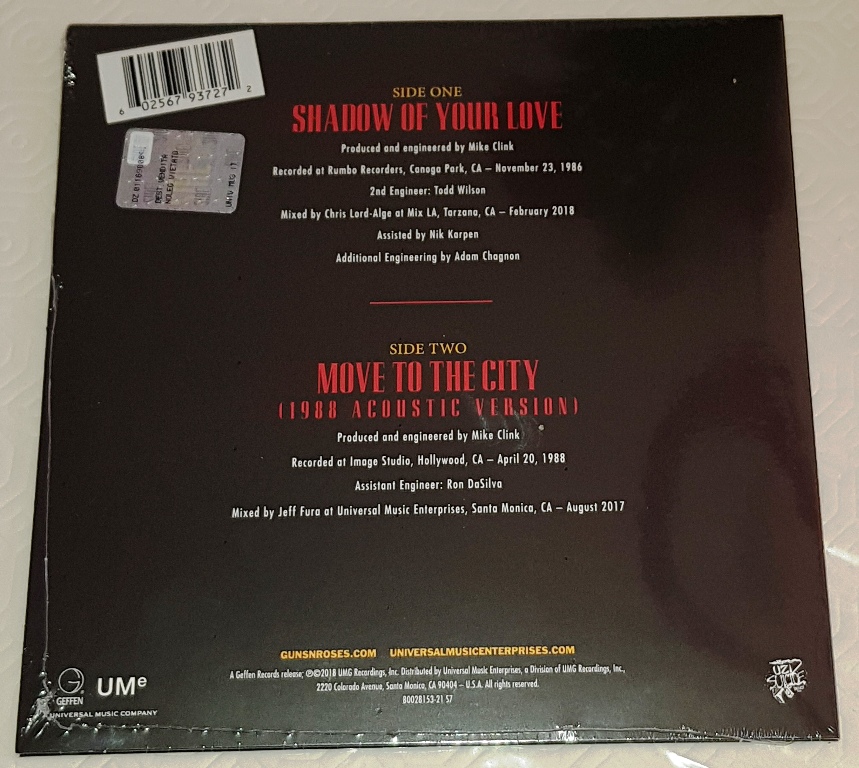 6 02567 93727 2
SIDE ONE
SHADOW OF YOUR LOVE
Produced and engineered by Mike Clink
Recorded at Rumbo Recorders, Canoga Park, CA – November 23, 1986
2nd Engineer: Todd Wilson
Mixed by Chris Lord-Alge at Mix LA, Tarzana, CA – February 2018
Assisted by Nik Karpen
Additional Engineering by Adam Chagnon
DEST VENDITA
NOLEG VIETATO
SIDE TWO
MOVE TO THE CITY
(1988 ACOUSTIC VERSION)
Produced and engineered by Mike Clink
Recorded at Image Studio, Hollywood, CA – April 20, 1988
Assistant Engineer: Ron DaSilva
Mixed by Jeff Fura at Universal Music Enterprises, Santa Monica, CA – August 2017
GUNSNROSES.COM UNIVERSALMUSICENTERPRISES.COM
A Geffen Records release; ℗©2018 UMG Recordings, Inc. Distributed by Universal Music Enterprises, a Division of UMG Recordings, Inc.,
2220 Colorado Avenue, Santa Monica, CA 90404 – U.S.A. All rights reserved.
B0028153-21 S7
GEFFEN
UMe
UNIVERSAL MUSIC COMPANY
UZI
SUICIDE